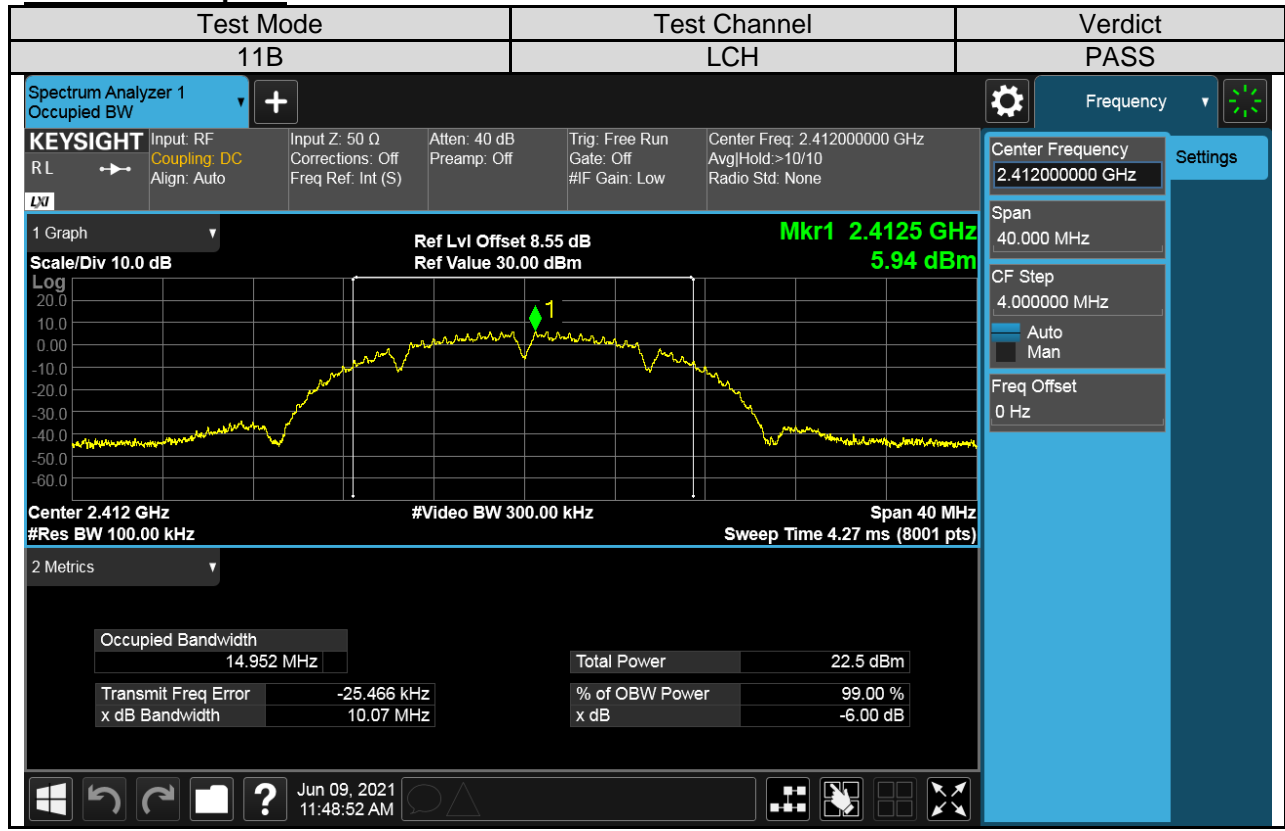 Test Mode Test Channel Verdict
11B LCH PASS
Spectrum Analyzer 1
Occupied BW
+
Frequency
KEYSIGHT
RL
LXI
Input: RF
Coupling: DC
Align: Auto
Input Z: 50 Ω
Corrections: Off
Freq Ref: Int (S)
Atten: 40 dB
Preamp: Off
Trig: Free Run
Gate: Off
#IF Gain: Low
Center Freq: 2.412000000 GHz
Avg|Hold:>10/10
Radio Std: None
Center Frequency
2.412000000 GHz
Settings
Span
40.000 MHz
CF Step
4.000000 MHz
Auto
Man
Freq Offset
0 Hz
1 Graph
Scale/Div 10.0 dB
Ref Lvl Offset 8.55 dB
Ref Value 30.00 dBm
Mkr1 2.4125 GHz
5.94 dBm
Log
20.0
10.0
0.00
-10.0
-20.0
-30.0
-40.0
-50.0
-60.0
1
Center 2.412 GHz #Video BW 300.00 kHz Span 40 MHz
#Res BW 100.00 kHz Sweep Time 4.27 ms (8001 pts)
2 Metrics
Occupied Bandwidth
14.952 MHz
Total Power 22.5 dBm
Transmit Freq Error -25.466 kHz % of OBW Power 99.00 %
x dB Bandwidth 10.07 MHz x dB -6.00 dB
?
Jun 09, 2021
11:48:52 AM